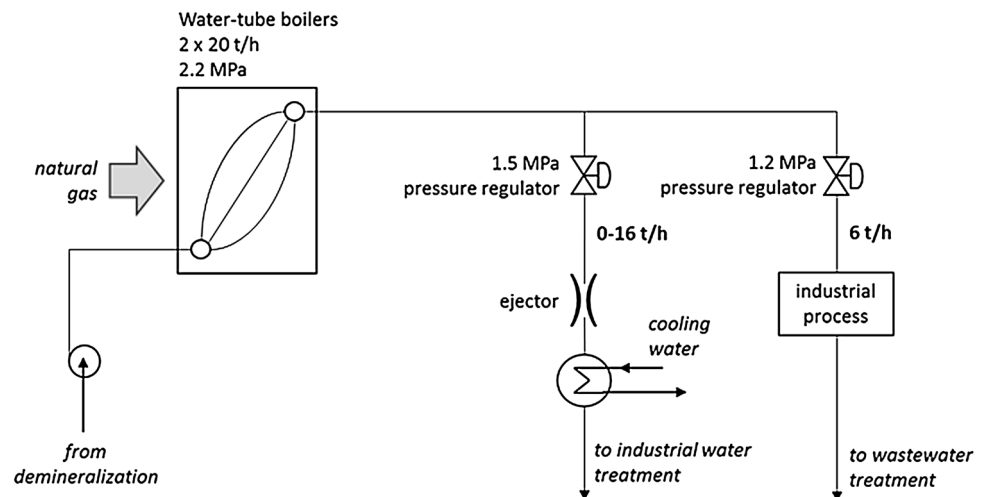 Water-tube boilers
2 x 20 t/h
2.2 MPa
natural
gas
1.5 MPa
pressure regulator
1.2 MPa
pressure regulator
0-16 t/h
6 t/h
ejector
industrial
process
cooling
water
from
demineralization
to industrial water
treatment
to wastewater
treatment